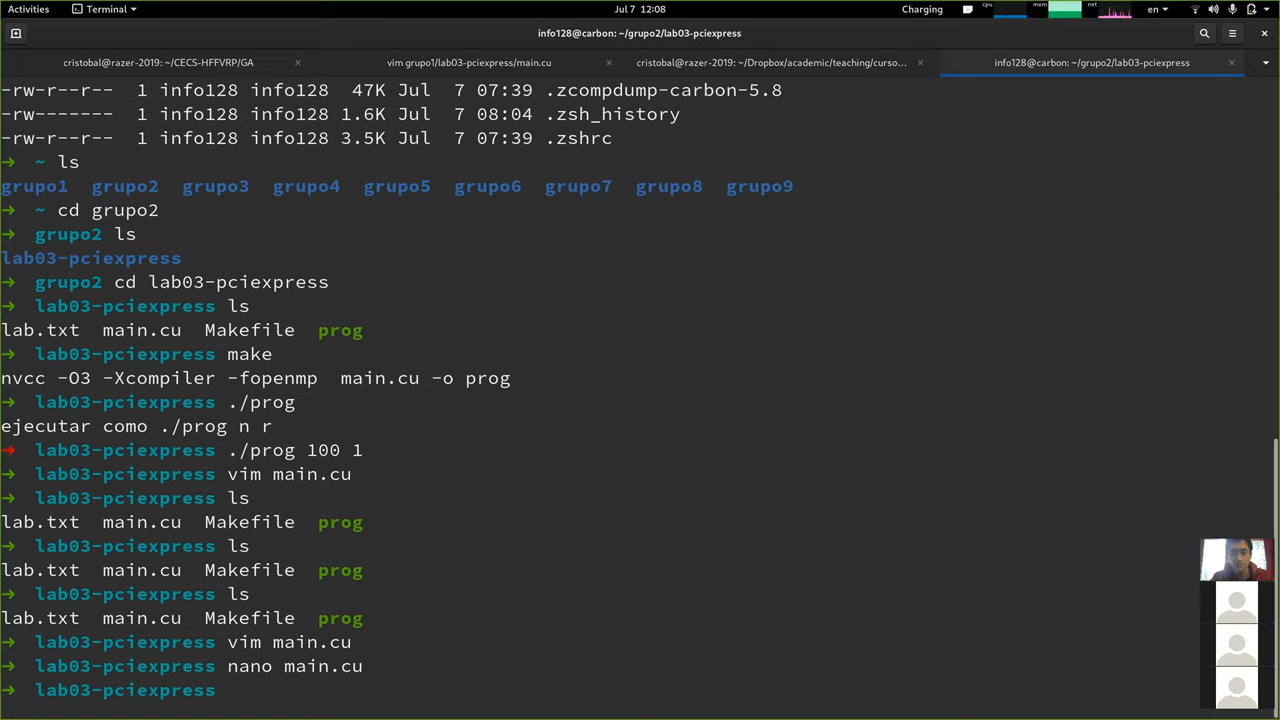 Activities Terminal Jul 7 12:08 Charging cpu mem net en
info128@carbon: ~/grupo2/lab03-pciexpress
cristobal@razer-2019: ~/CECS-HFFVRP/GA vim grupo1/lab03-pciexpress/main.cu cristobal@razer-2019: ~/Dropbox/academic/teaching/curso... info128@carbon: ~/grupo2/lab03-pciexpress
-rw-r--r-- 1 info128 info128 47K Jul 7 07:39 .zcompdump-carbon-5.8
-rw------- 1 info128 info128 1.6K Jul 7 08:04 .zsh_history
-rw-r--r-- 1 info128 info128 3.5K Jul 7 07:39 .zshrc
→ ~ ls
grupo1 grupo2 grupo3 grupo4 grupo5 grupo6 grupo7 grupo8 grupo9
→ ~ cd grupo2
→ grupo2 ls
lab03-pciexpress
→ grupo2 cd lab03-pciexpress
→ lab03-pciexpress ls
lab.txt main.cu Makefile prog
→ lab03-pciexpress make
nvcc -O3 -Xcompiler -fopenmp main.cu -o prog
→ lab03-pciexpress ./prog
ejecutar como ./prog n r
→ lab03-pciexpress ./prog 100 1
→ lab03-pciexpress vim main.cu
→ lab03-pciexpress ls
lab.txt main.cu Makefile prog
→ lab03-pciexpress ls
lab.txt main.cu Makefile prog
→ lab03-pciexpress ls
lab.txt main.cu Makefile prog
→ lab03-pciexpress vim main.cu
→ lab03-pciexpress nano main.cu
→ lab03-pciexpress